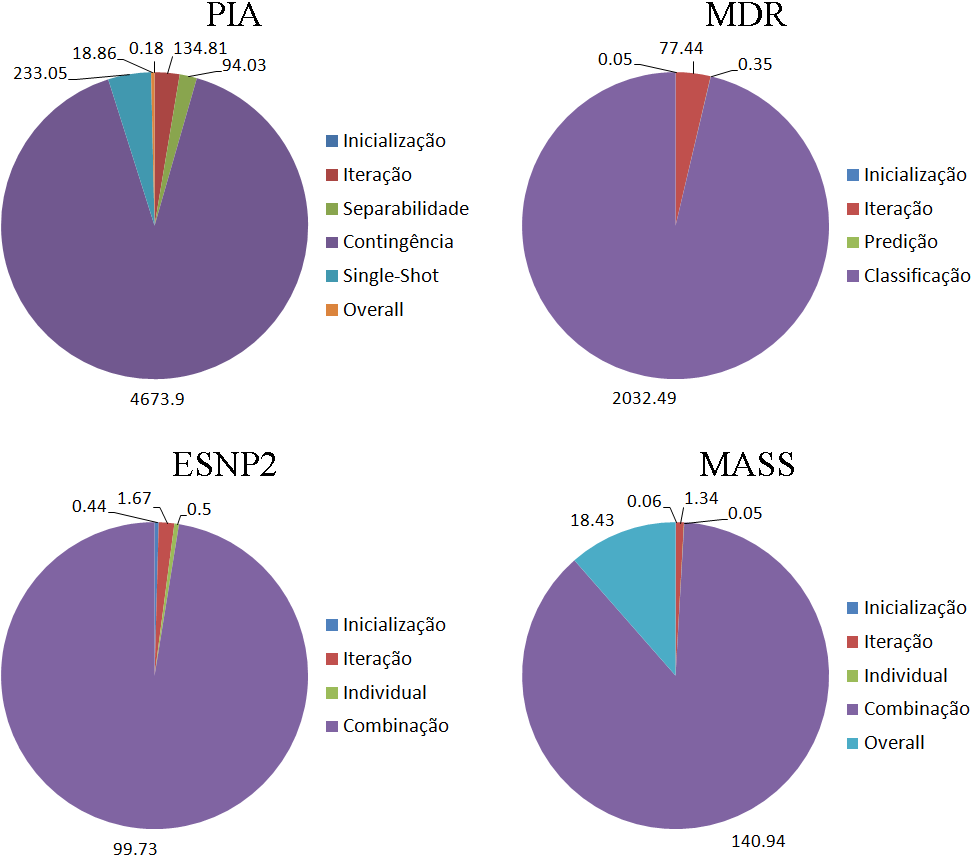 PIA
18.86
0.18
134.81
233.05
94.03
4673.9
Inicialização
Iteração
Separabilidade
Contingência
Single-Shot
Overall
MDR
77.44
0.05
0.35
2032.49
Inicialização
Iteração
Predição
Classificação
ESNP2
0.44
1.67
0.5
99.73
Inicialização
Iteração
Individual
Combinação
MASS
18.43
0.06
1.34
0.05
140.94
Inicialização
Iteração
Individual
Combinação
Overall